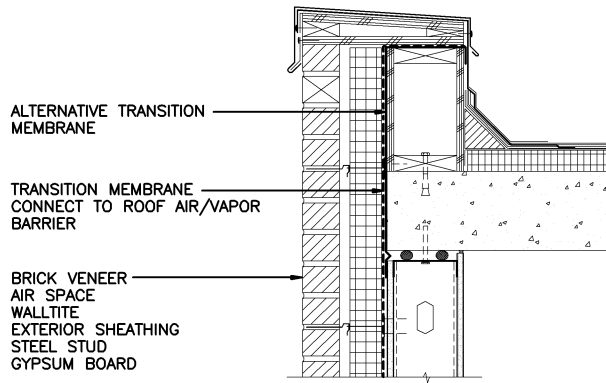 ALTERNATIVE TRANSITION
MEMBRANE
TRANSITION MEMBRANE
CONNECT TO ROOF AIR/VAPOR
BARRIER
BRICK VENEER
AIR SPACE
WALLTITE
EXTERIOR SHEATHING
STEEL STUD
GYPSUM BOARD